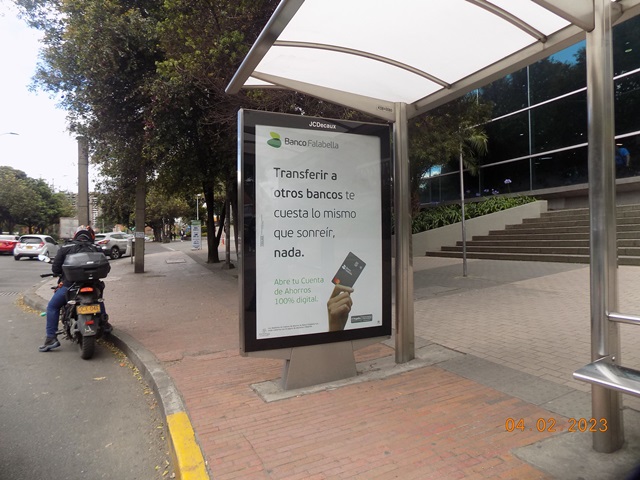 JCDecaux
Banco Falabella
Transferir a
otros bancos te
cuesta lo mismo
que sonreír,
nada.
Abre tu Cuenta
de Ahorros
100% digital.
04.02.2023